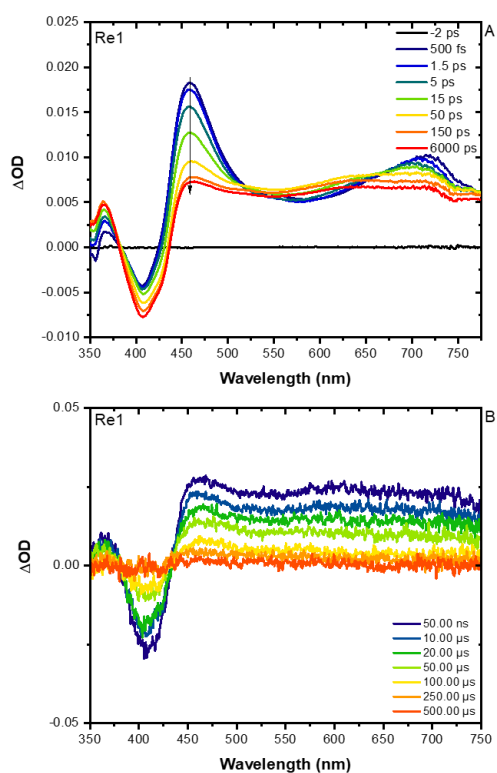 Re1
A
-2 ps
500 fs
1.5 ps
5 ps
15 ps
50 ps
150 ps
6000 ps
0.025
0.020
0.015
0.010
0.005
0.000
-0.005
-0.010
ΔOD
350 400 450 500 550 600 650 700 750
Wavelength (nm)
Re1
B
0.05
0.00
-0.05
ΔOD
50.00 ns
10.00 µs
20.00 µs
50.00 µs
100.00 µs
250.00 µs
500.00 µs
350 400 450 500 550 600 650 700 750
Wavelength (nm)